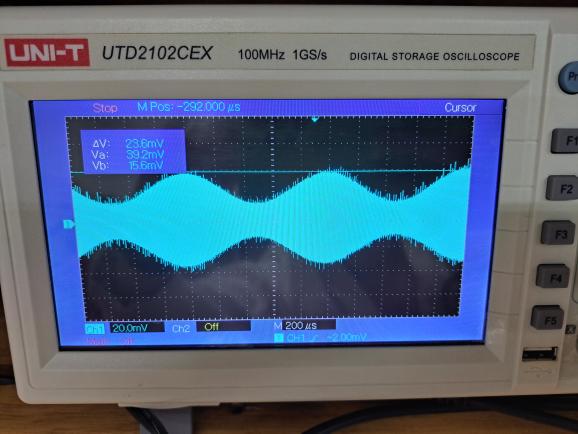 UNI-T UTD2102CEX 100MHz 1GS/s DIGITAL STORAGE OSCILLOSCOPE
Stop M Pos: -292.000 µs Cursor
ΔV: 23.6mV
Va: 39.2mV
Vb: 15.6mV
Ch1 20.0mV Ch2 Off M 200 µs
CH1 -2.00mV
F1
F2
F3
F4
F5